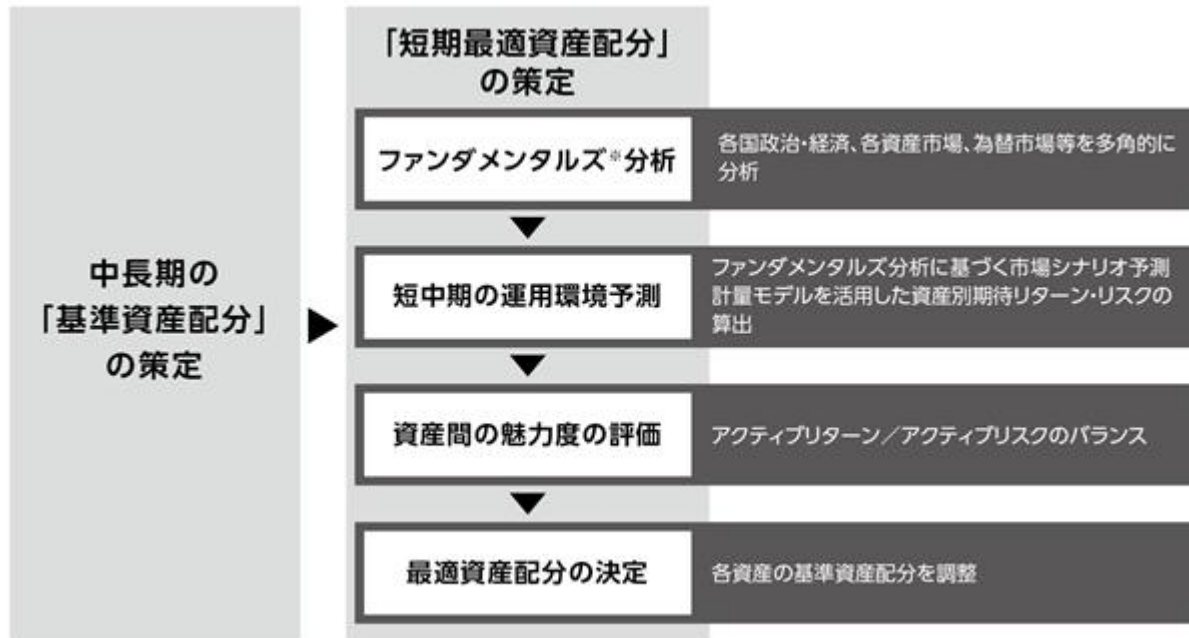 中長期の
「基準資産配分」
の策定
「短期最適資産配分」
の策定
ファンダメンタルズ※分析
各国政治・経済、各資産市場、為替市場等を多角的に
分析
短中期の運用環境予測
ファンダメンタルズ分析に基づく市場シナリオ予測
計量モデルを活用した資産別期待リターン・リスクの
算出
資産間の魅力度の評価
アクティブリターン／アクティブリスクのバランス
最適資産配分の決定
各資産の基準資産配分を調整